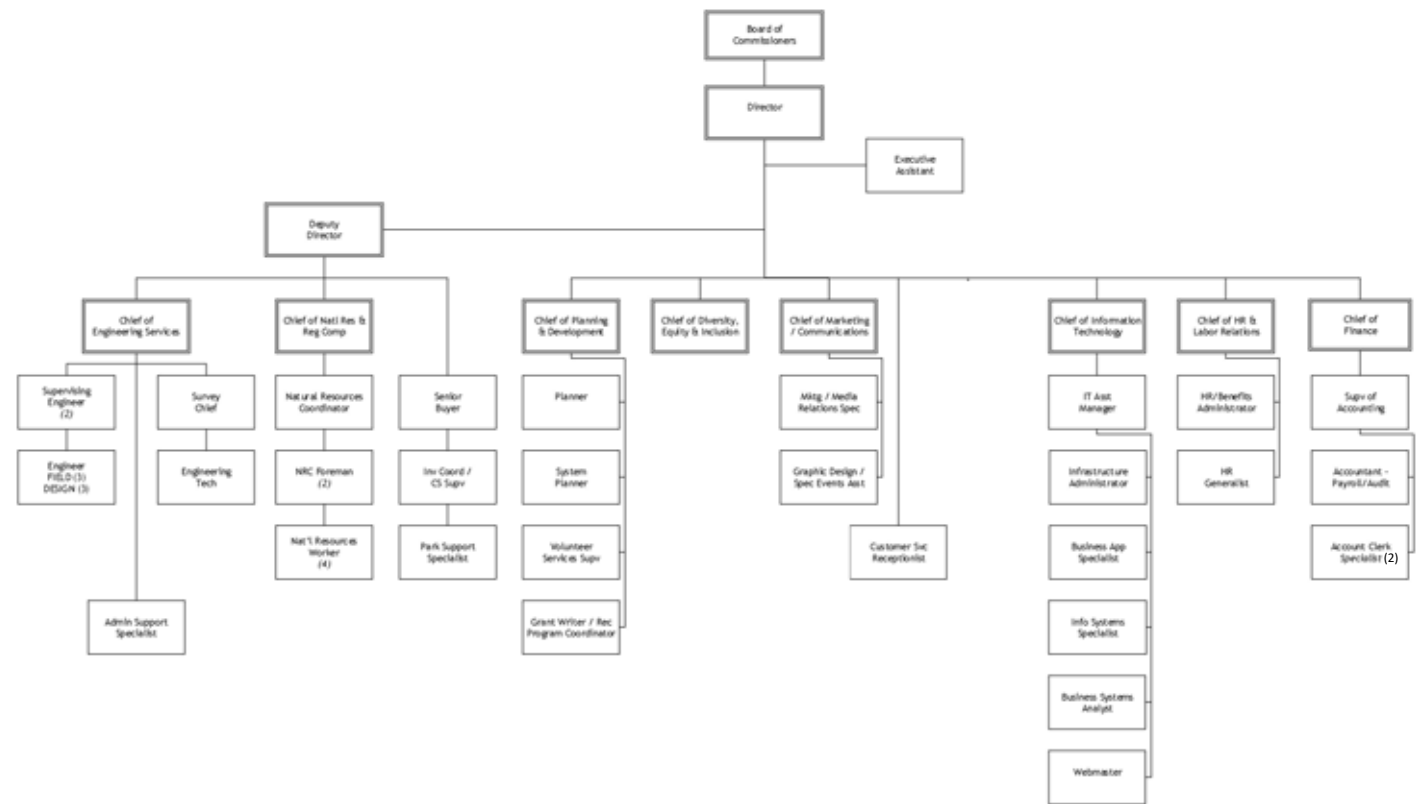 Board of
Commissioners
Director
Executive
Assistant
Deputy
Director
Chief of
Engineering Services
Chief of Natl Res &
Reg Comp
Chief of Planning
& Development
Chief of Diversity,
Equity & Inclusion
Chief of Marketing
/ Communications
Chief of Information
Technology
Chief of HR &
Labor Relations
Chief of
Finance
Supervising
Engineer
(2)
Survey
Chief
Natural Resources
Coordinator
Senior
Buyer
Planner
Mktg / Media
Relations Spec
IT Asst
Manager
HR/Benefits
Administrator
Supv of
Accounting
Engineer
FIELD (3)
DESIGN (3)
Engineering
Tech
NRC Foreman
(2)
Inv Coord /
CS Supv
System
Planner
Graphic Design /
Spec Events Asst
Infrastructure
Administrator
HR
Generalist
Accountant -
Payroll/Audit
Nat'l Resources
Worker
(4)
Park Support
Specialist
Volunteer
Services Supv
Customer Svc
Receptionist
Business App
Specialist
Account Clerk
Specialist (2)
Admin Support
Specialist
Grant Writer / Rec
Program Coordinator
Info Systems
Specialist
Business Systems
Analyst
Webmaster